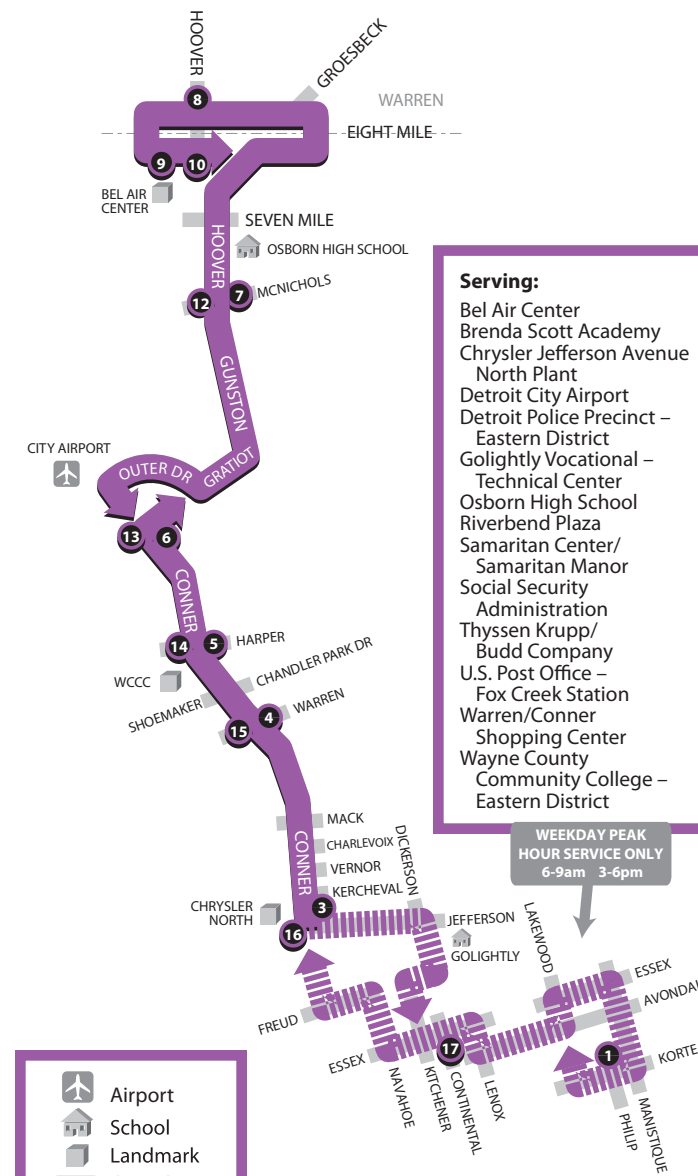 HOOVER
GROESBECK
8
WARREN
EIGHT MILE
9
10
BEL AIR
CENTER
SEVEN MILE
HOOVER
OSBORN HIGH SCHOOL
12
7
MCNICHOLS
GUNSTON
CITY AIRPORT
OUTER DR
GRATIOT
13
6
CONNER
14
5
HARPER
WCCC
CHANDLER PARK DR
SHOEMAKER
4
WARREN
15
MACK
CHARLEVOIX
CONNER
VERNOR
DICKERSON
KERCHEVAL
CHRYSLER
NORTH
3
16
JEFFERSON
GOLIGHTLY
FREUD
ESSEX
NAVAHOE
KITCHENER
17
CONTINENTAL
LENOX
LAKEWOOD
ESSEX
AVONDAL
1
KORTE
PHILIP
MANISTIQUE
Serving:
Bel Air Center
Brenda Scott Academy
Chrysler Jefferson Avenue
North Plant
Detroit City Airport
Detroit Police Precinct –
Eastern District
Golightly Vocational –
Technical Center
Osborn High School
Riverbend Plaza
Samaritan Center/
Samaritan Manor
Social Security
Administration
Thyssen Krupp/
Budd Company
U.S. Post Office –
Fox Creek Station
Warren/Conner
Shopping Center
Wayne County
Community College –
Eastern District
WEEKDAY PEAK
HOUR SERVICE ONLY
6-9am 3-6pm
Airport
School
Landmark